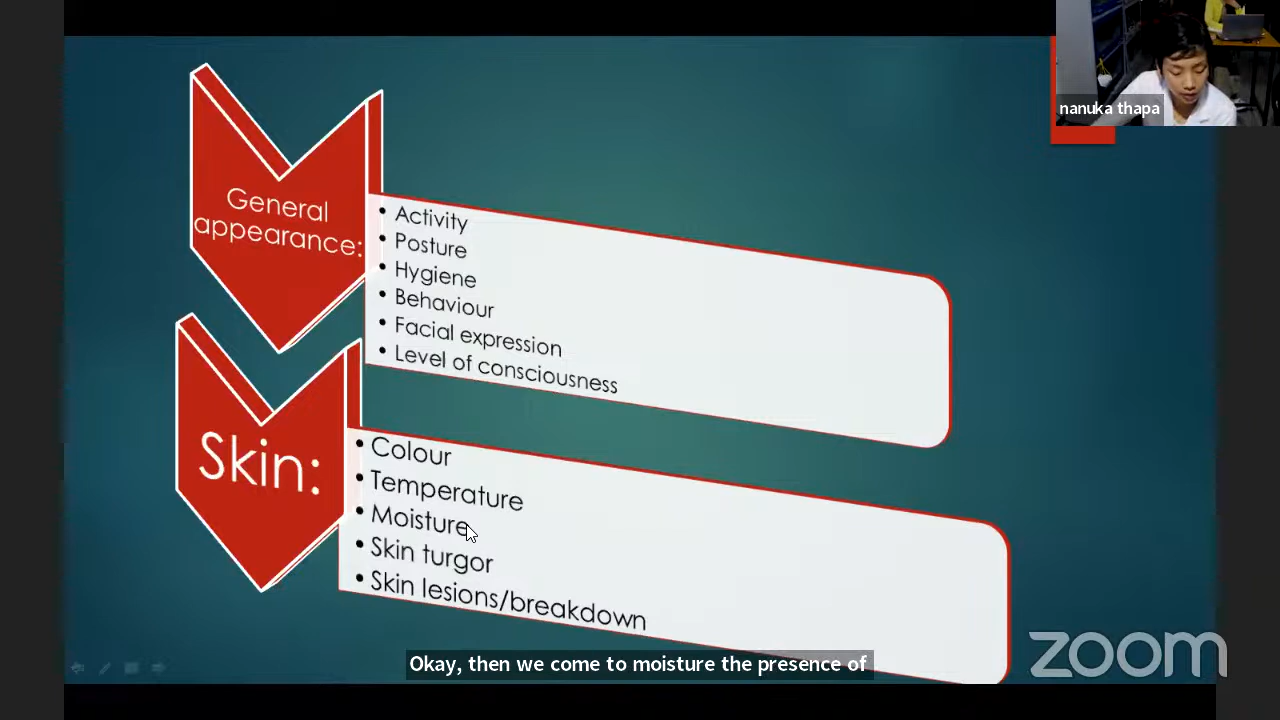 nanuka thapa
General
appearance:
• Activity
• Posture
• Hygiene
• Behaviour
• Facial expression
• Level of consciousness
Skin:
• Colour
• Temperature
• Moisture
• Skin turgor
• Skin lesions/breakdown
Okay, then we come to moisture the presence of
zoom